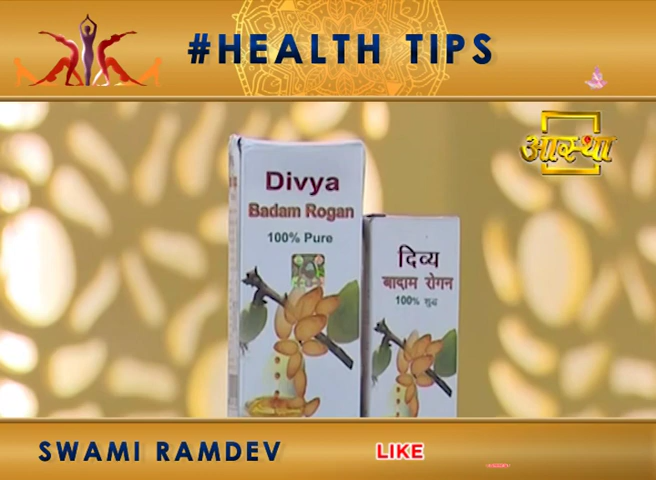 #HEALTH TIPS
आस्था
Divya
Badam Rogan
100% Pure
दिव्य
बादाम रोगन
100% शुद्ध
SWAMI RAMDEV
LIKE